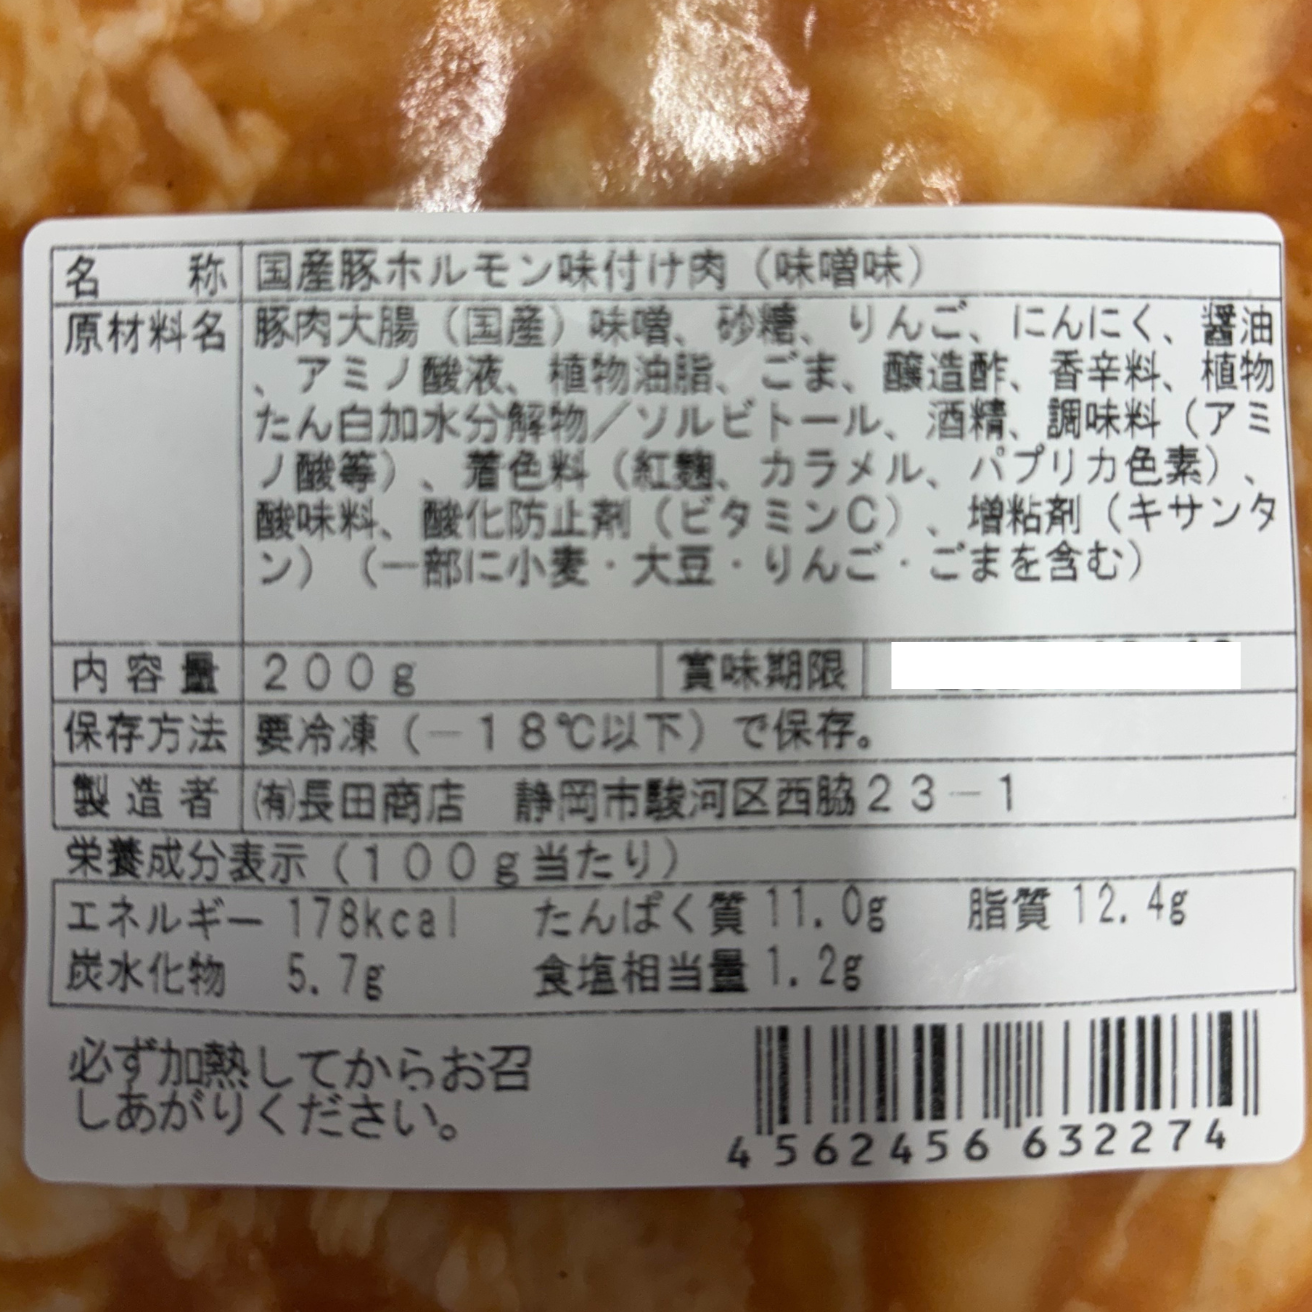 名称 国産豚ホルモン味付け肉（味噌味）
原材料名 豚肉大腸（国産）味噌、砂糖、りんご、にんにく、醤油
、アミノ酸液、植物油脂、ごま、醸造酢、香辛料、植物
たん白加水分解物／ソルビトール、酒精、調味料（アミ
ノ酸等）、着色料（紅麹、カラメル、パプリカ色素）、
酸味料、酸化防止剤（ビタミンC）、増粘剤（キサンタ
ン）（一部に小麦・大豆・りんご・ごまを含む）
内容量 200g 賞味期限
保存方法 要冷凍（－18℃以下）で保存。
製造者 ㈲長田商店 静岡市駿河区西脇23－1
栄養成分表示（100g当たり）
エネルギー 178kcal たんぱく質 11.0g 脂質 12.4g
炭水化物 5.7g 食塩相当量 1.2g
必ず加熱してからお召
しあがりください。
4562456632274